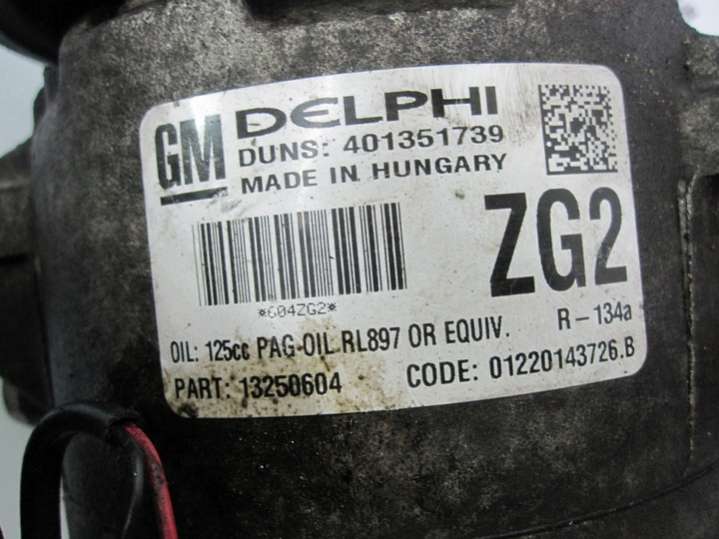 GM DELPHI
DUNS: 401351739
MADE IN HUNGARY
ZG2
*604ZG2*
OIL: 125cc PAG-OIL RL897 OR EQUIV. R-134a
PART: 13250604 CODE: 01220143726.B